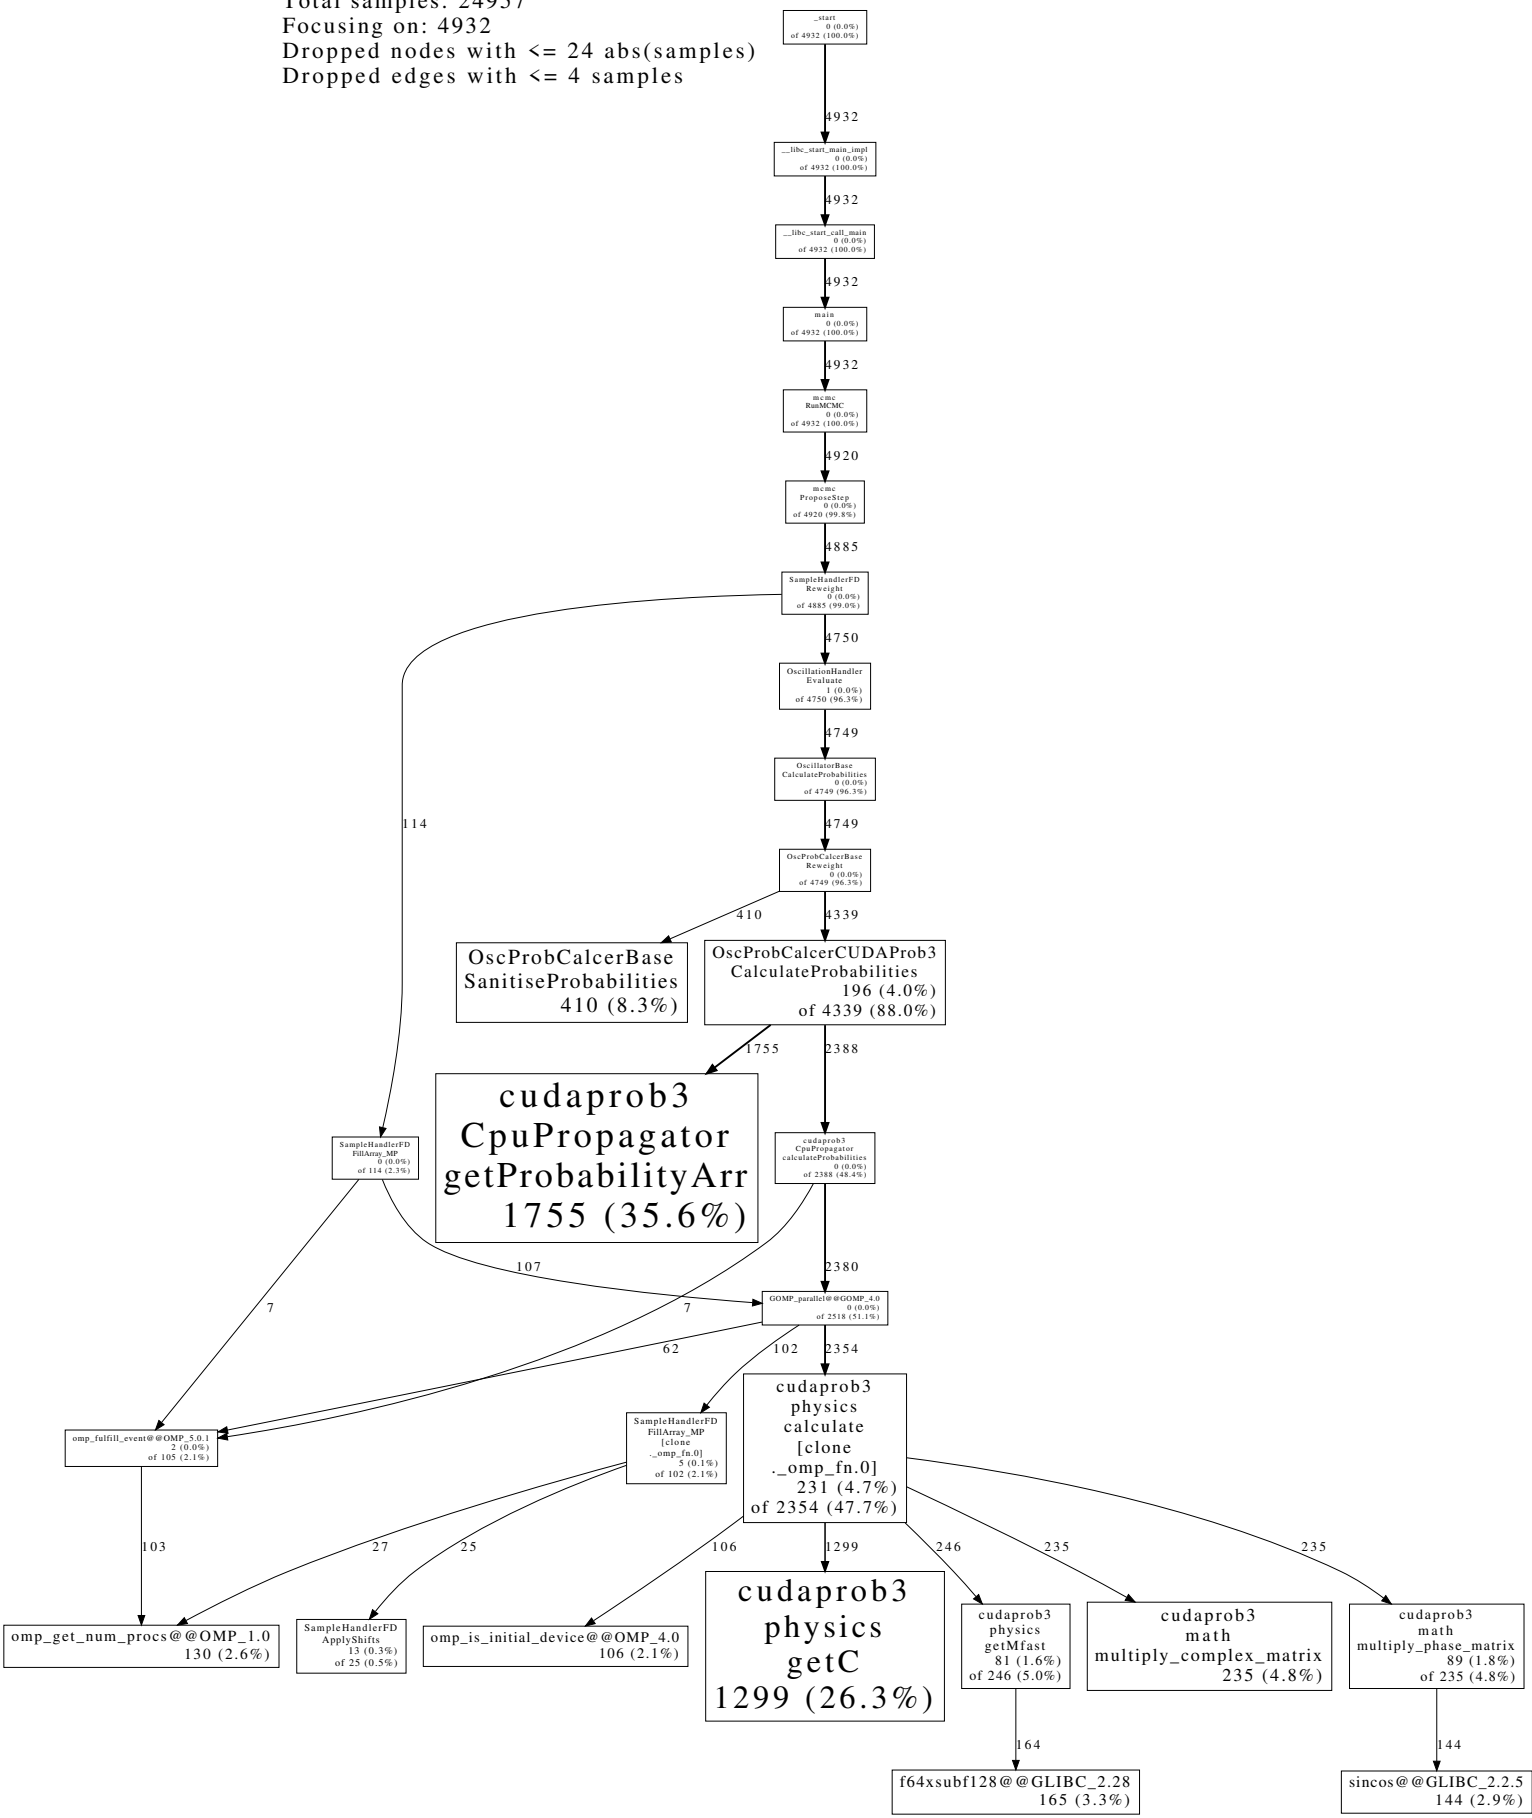 Total samples: 24957
Focusing on: 4932
Dropped nodes with <= 24 abs(samples)
Dropped edges with <= 4 samples
_start
0 (0.0%)
of 4932 (100.0%)
4932
__libc_start_main_impl
0 (0.0%)
of 4932 (100.0%)
4932
__libc_start_call_main
0 (0.0%)
of 4932 (100.0%)
4932
main
0 (0.0%)
of 4932 (100.0%)
4932
mcmc
RunMCMC
0 (0.0%)
of 4932 (100.0%)
4920
mcmc
ProposeStep
0 (0.0%)
of 4920 (99.8%)
4885
SampleHandlerFD
Reweight
0 (0.0%)
of 4885 (99.0%)
4750
114
OscillationHandler
Evaluate
1 (0.0%)
of 4750 (96.3%)
4749
OscillatorBase
CalculateProbabilities
0 (0.0%)
of 4749 (96.3%)
4749
OscProbCalcerBase
Reweight
0 (0.0%)
of 4749 (96.3%)
410
4339
OscProbCalcerBase
SanitiseProbabilities
410 (8.3%)
OscProbCalcerCUDAProb3
CalculateProbabilities
196 (4.0%)
of 4339 (88.0%)
1755
2388
cudaprob3
CpuPropagator
getProbabilityArr
1755 (35.6%)
SampleHandlerFD
FillArray_MP
0 (0.0%)
of 114 (2.3%)
cudaprob3
CpuPropagator
calculateProbabilities
0 (0.0%)
of 2388 (48.4%)
107
2380
7
7
GOMP_parallel@@GOMP_4.0
0 (0.0%)
of 2518 (51.1%)
62
102
2354
omp_fulfill_event@@OMP_5.0.1
2 (0.0%)
of 105 (2.1%)
SampleHandlerFD
FillArray_MP
[clone
._omp_fn.0]
5 (0.1%)
of 102 (2.1%)
cudaprob3
physics
calculate
[clone
._omp_fn.0]
231 (4.7%)
of 2354 (47.7%)
103
27
25
106
1299
246
235
235
omp_get_num_procs@@OMP_1.0
130 (2.6%)
SampleHandlerFD
ApplyShifts
13 (0.3%)
of 25 (0.5%)
omp_is_initial_device@@OMP_4.0
106 (2.1%)
cudaprob3
physics
getC
1299 (26.3%)
cudaprob3
physics
getMfast
81 (1.6%)
of 246 (5.0%)
cudaprob3
math
multiply_complex_matrix
235 (4.8%)
cudaprob3
math
multiply_phase_matrix
89 (1.8%)
of 235 (4.8%)
164
144
f64xsubf128@@GLIBC_2.28
165 (3.3%)
sincos@@GLIBC_2.2.5
144 (2.9%)